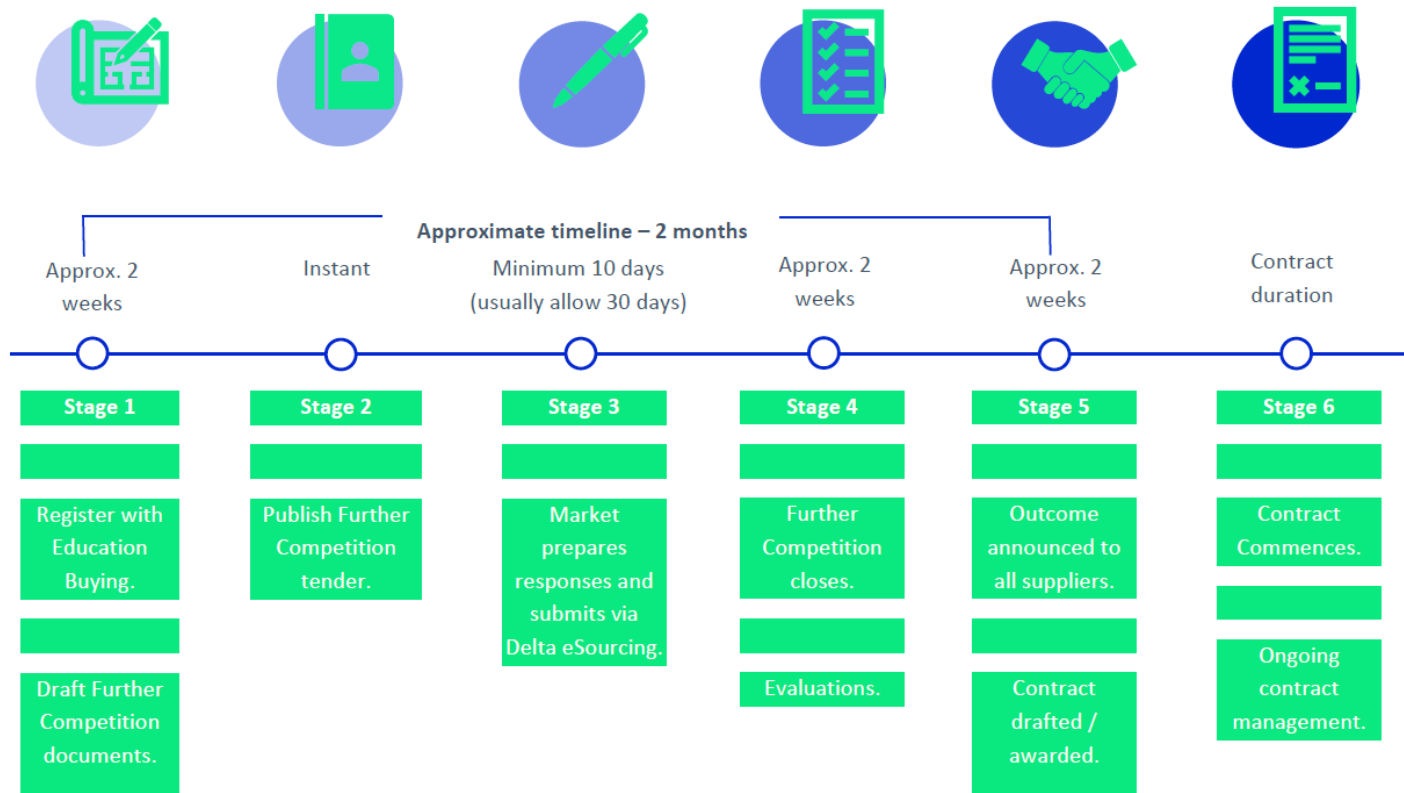 Approximate timeline – 2 months
Approx. 2
weeks
Instant
Minimum 10 days
(usually allow 30 days)
Approx. 2
weeks
Approx. 2
weeks
Contract
duration
Stage 1
Register with
Education
Buying.
Draft Further
Competition
documents.
Stage 2
Publish Further
Competition
tender.
Stage 3
Market
prepares
responses and
submits via
Delta eSourcing.
Stage 4
Further
Competition
closes.
Evaluations.
Stage 5
Outcome
announced to
all suppliers.
Contract
drafted /
awarded.
Stage 6
Contract
Commences.
Ongoing
contract
management.